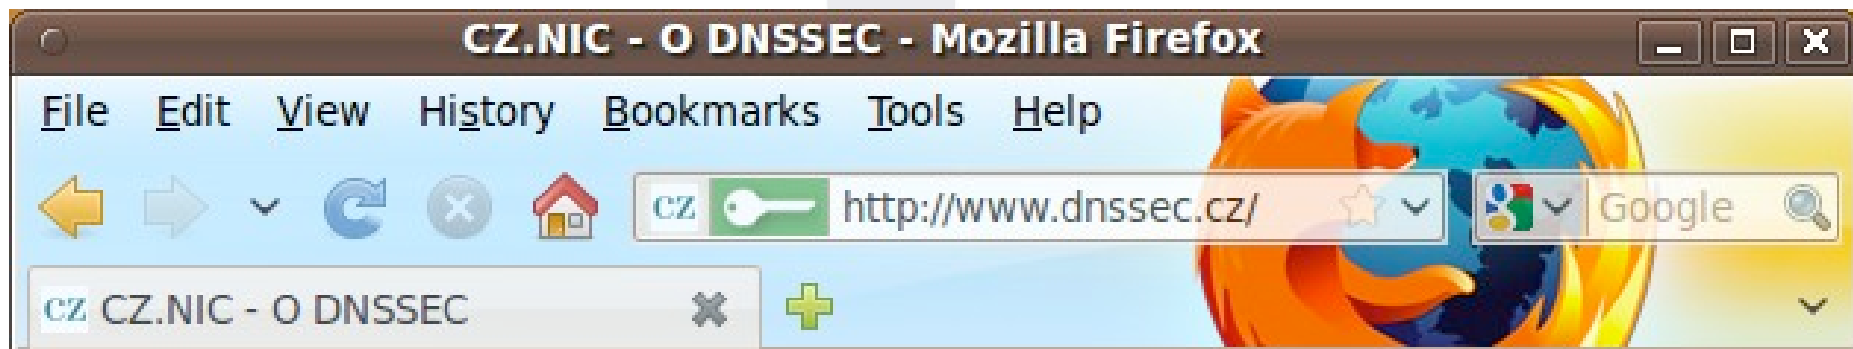 CZ.NIC - O DNSSEC - Mozilla Firefox
File Edit View History Bookmarks Tools Help
CZ http://www.dnssec.cz/ Google
CZ CZ.NIC - O DNSSEC